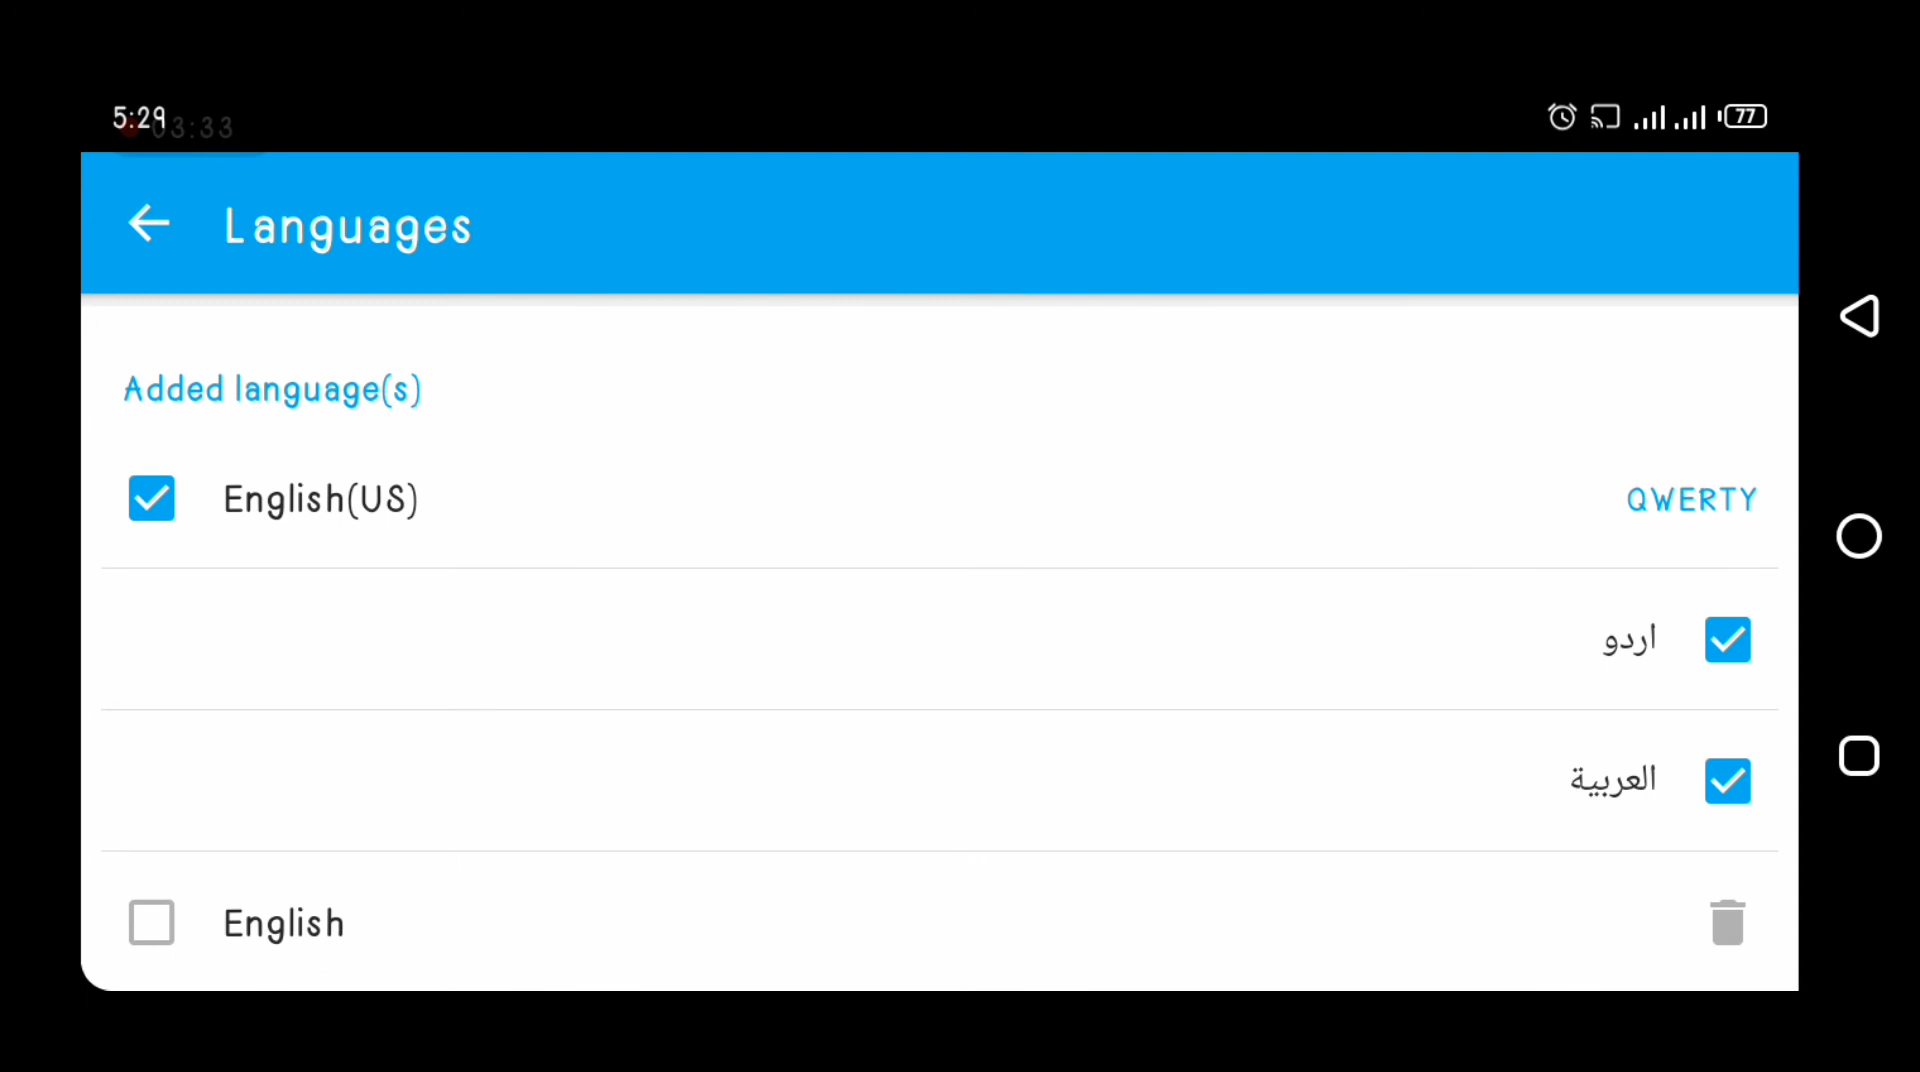 5:29
03:33
77
Languages
Added language(s)
English(US)
QWERTY
اردو
العربية
English